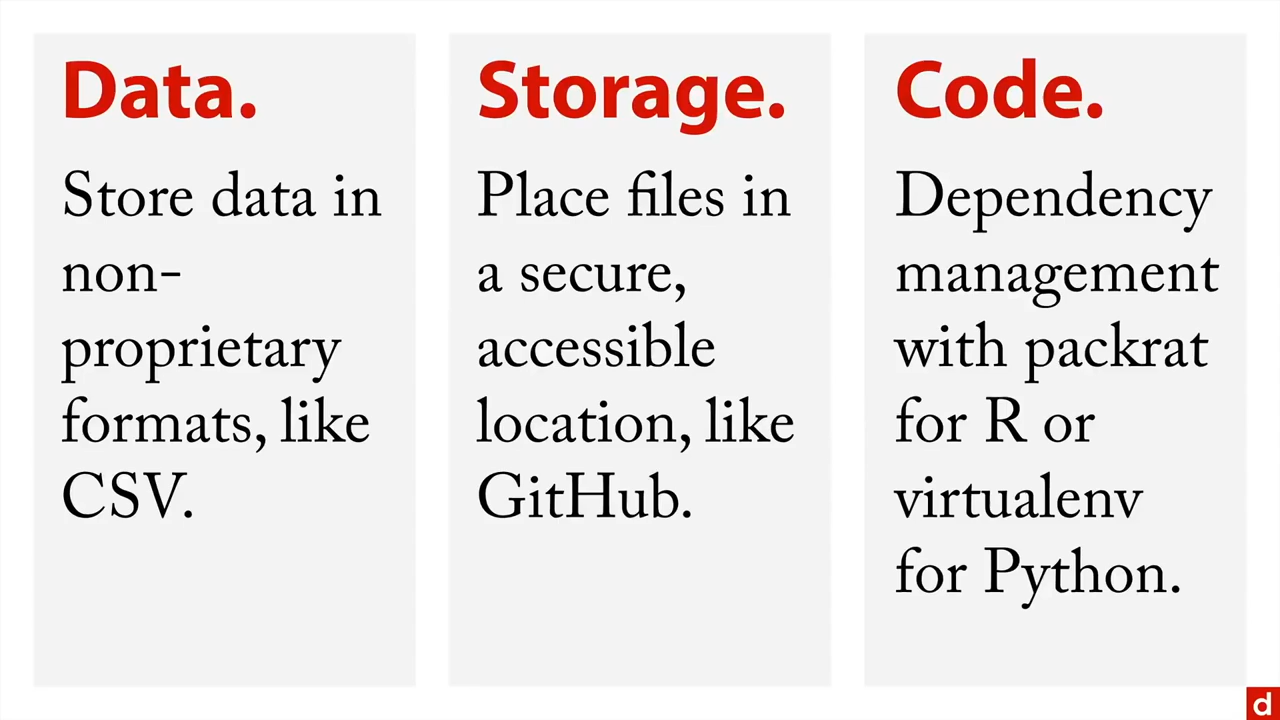 Data.
Store data in
non-
proprietary
formats, like
CSV.
Storage.
Place files in
a secure,
accessible
location, like
GitHub.
Code.
Dependency
management
with packrat
for R or
virtualenv
for Python.
d